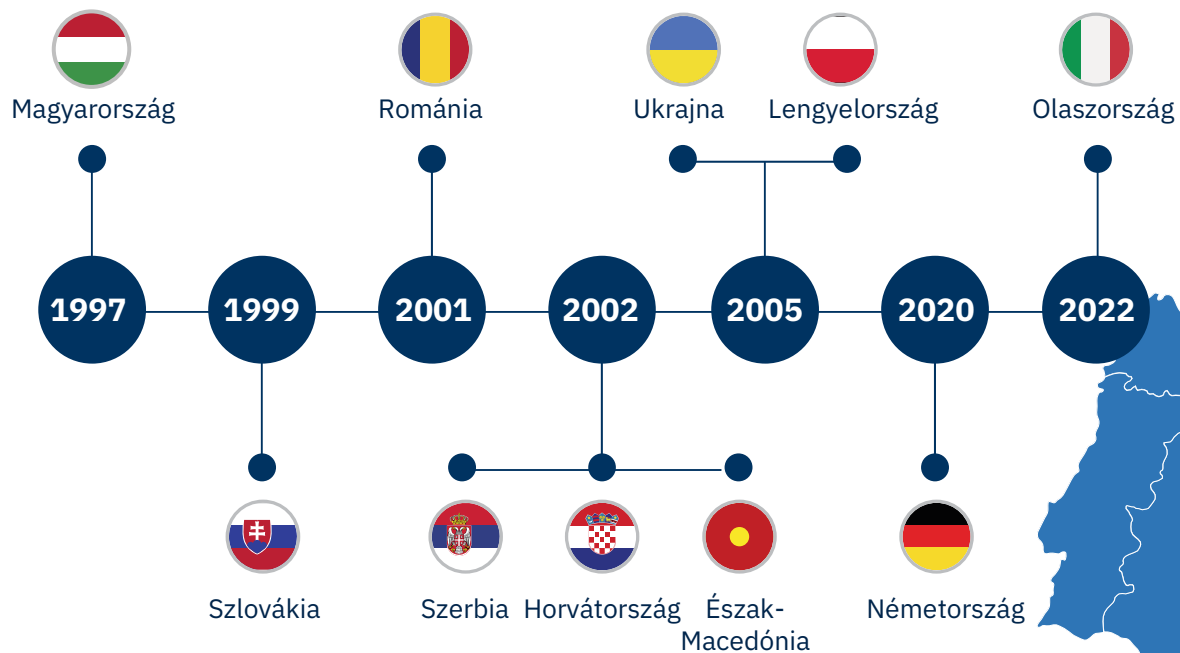 Magyarország
Románia
Ukrajna
Lengyelország
Olaszország
1997
1999
2001
2002
2005
2020
2022
Szlovákia
Szerbia
Horvátország
Észak-
Macedónia
Németország